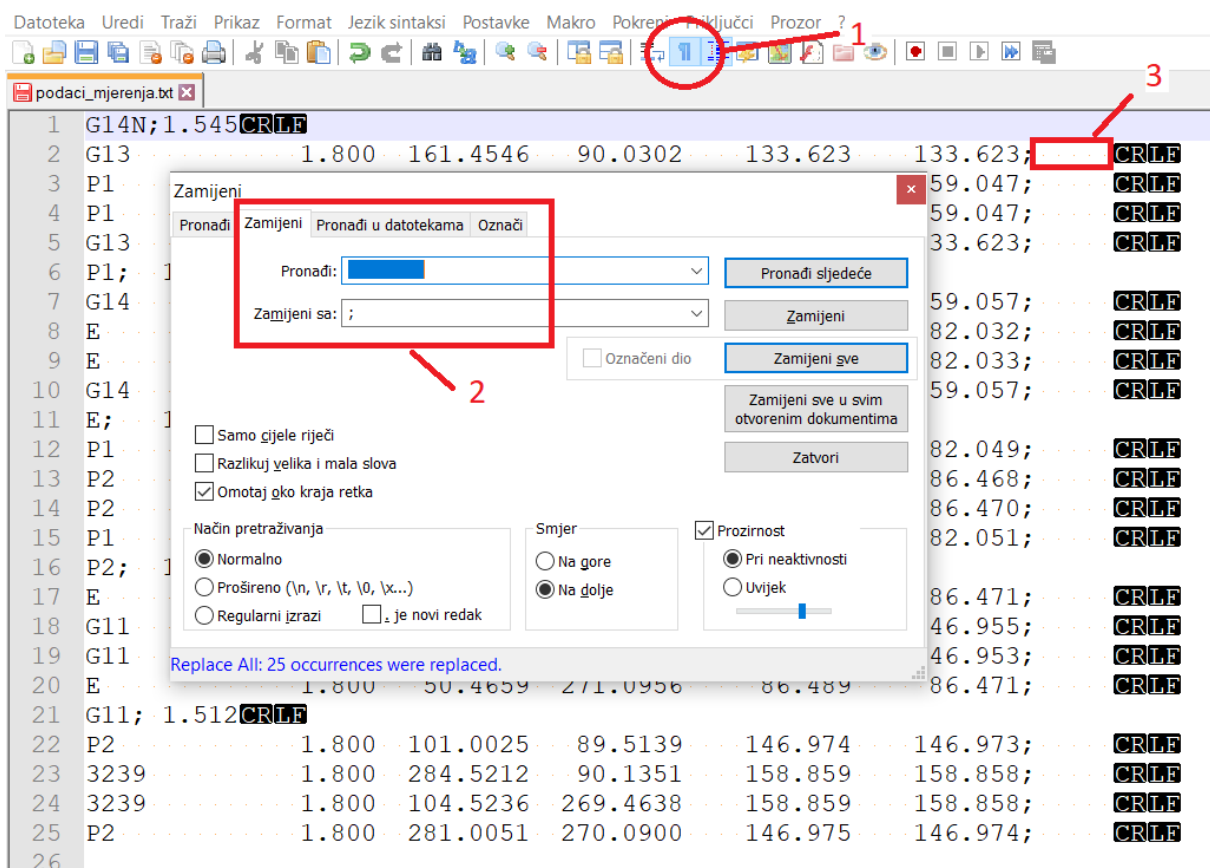 Datoteka Uredi Traži Prikaz Format Jezik sintaksi Postavke Makro Pokreni Priključci Prozor ?
1
podaci_mjerenja.txt
3
1 G14N;1.545CRLF
2 G13 1.800 161.4546 90.0302 133.623 133.623; CRLF
3 P1 59.047; CRLF
4 P1 59.047; CRLF
5 G13 33.623; CRLF
6 P1; 1
7 G14 59.057; CRLF
8 E 82.032; CRLF
9 E 82.033; CRLF
10 G14 59.057; CRLF
11 E; 1
12 P1 82.049; CRLF
13 P2 86.468; CRLF
14 P2 86.470; CRLF
15 P1 82.051; CRLF
16 P2; 1
17 E 86.471; CRLF
18 G11 46.955; CRLF
19 G11 46.953; CRLF
20 E 1.800 50.4659 271.0956 86.489 86.471; CRLF
21 G11; 1.512CRLF
22 P2 1.800 101.0025 89.5139 146.974 146.973; CRLF
23 3239 1.800 284.5212 90.1351 158.859 158.858; CRLF
24 3239 1.800 104.5236 269.4638 158.859 158.858; CRLF
25 P2 1.800 281.0051 270.0900 146.975 146.974; CRLF
26
Zamijeni
Pronađi Zamijeni Pronađi u datotekama Označi
Pronađi:
Pronađi sljedeće
Zamijeni sa: ;
Zamijeni
Označeni dio
Zamijeni sve
2
Zamijeni sve u svim
otvorenim dokumentima
Zatvori
Samo cijele riječi
Razlikuj velika i mala slova
Omotaj oko kraja retka
Način pretraživanja
Normalno
Prošireno (\n, \r, \t, \0, \x...)
Regularni izrazi . je novi redak
Smjer
Na gore
Na dolje
Prozirnost
Pri neaktivnosti
Uvijek
Replace All: 25 occurrences were replaced.